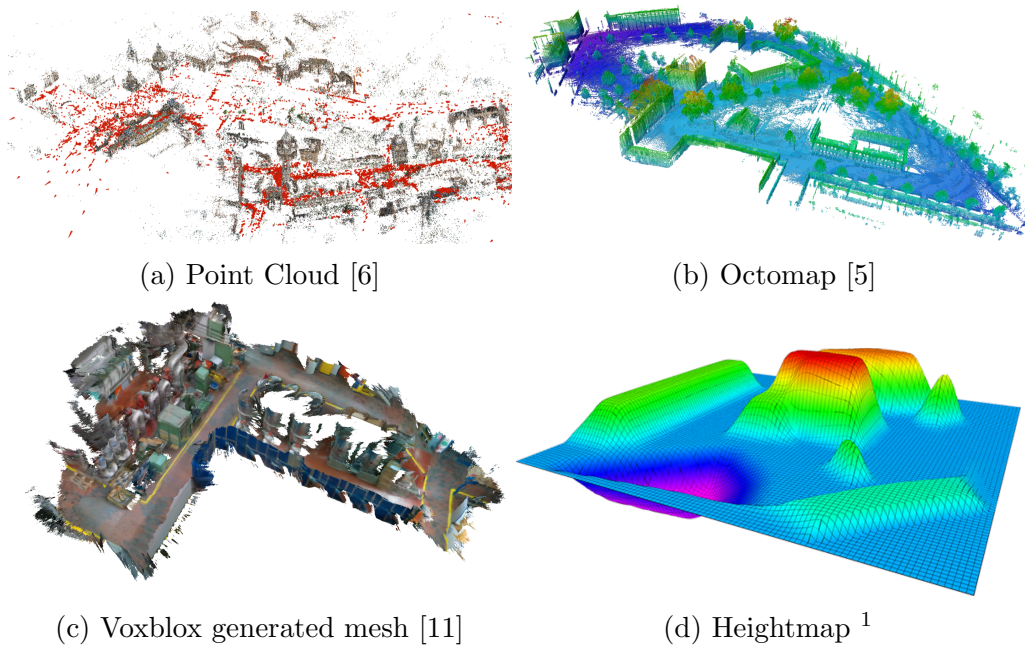 (a) Point Cloud [6]
(b) Octomap [5]
(c) Voxblox generated mesh [11]
(d) Heightmap 1